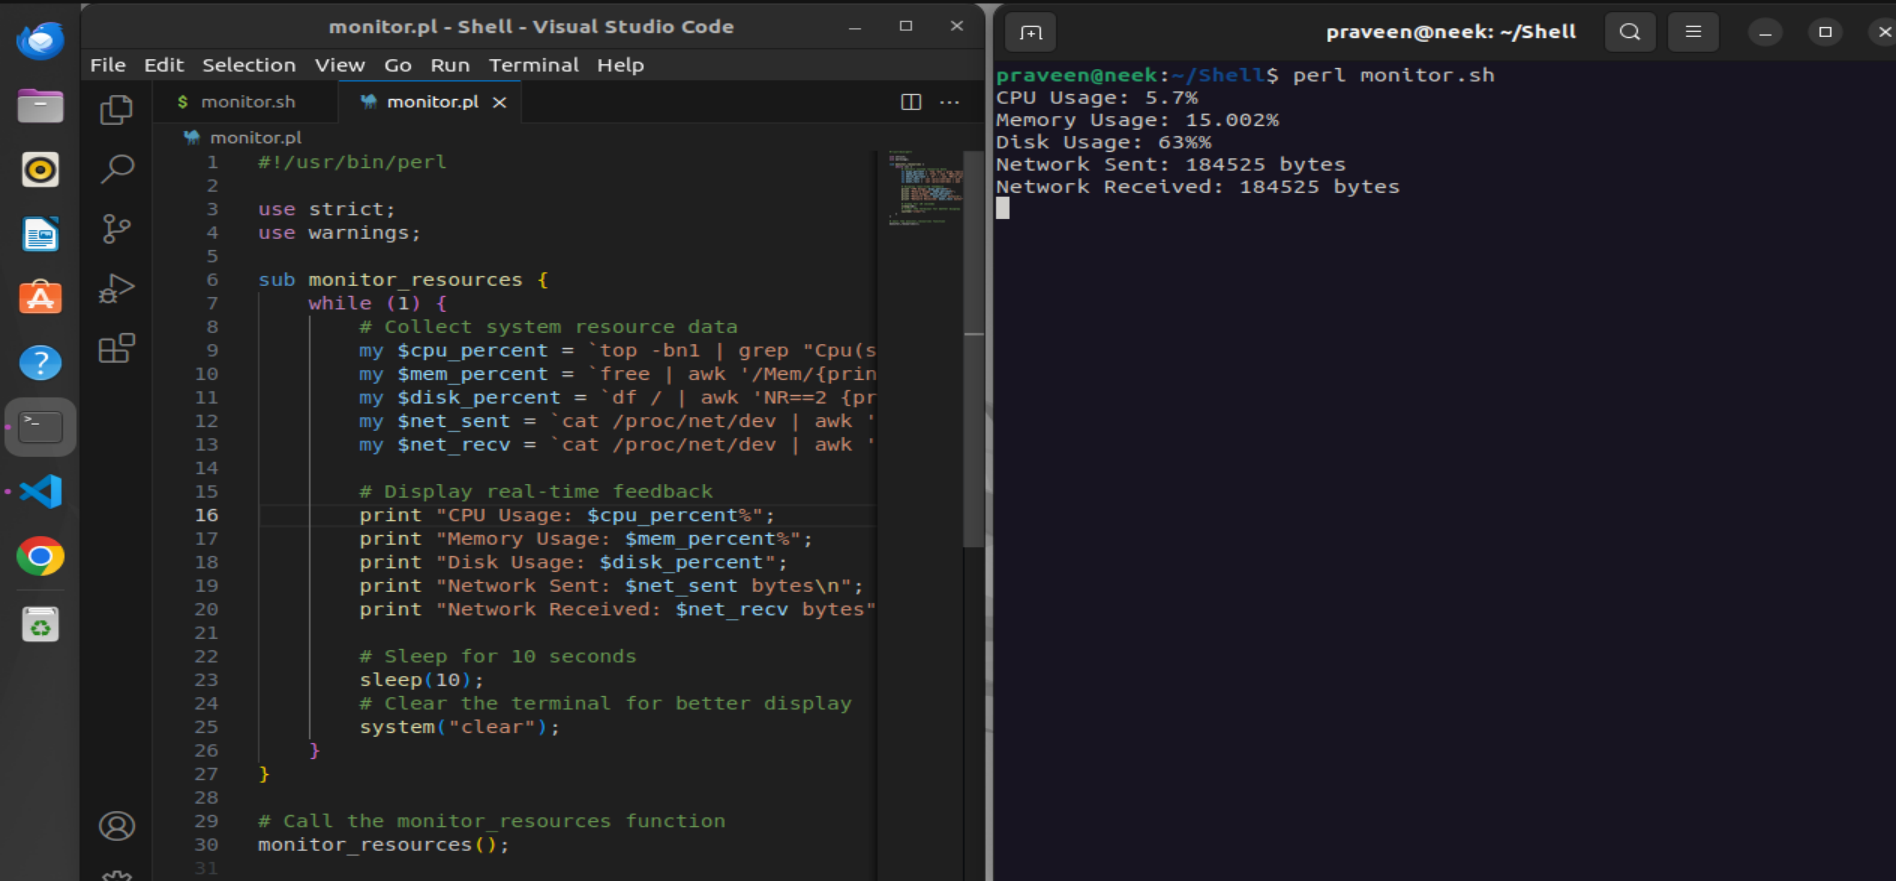 monitor.pl - Shell - Visual Studio Code
File Edit Selection View Go Run Terminal Help
$ monitor.sh
monitor.pl
monitor.pl
1 #!/usr/bin/perl
2
3 use strict;
4 use warnings;
5
6 sub monitor_resources {
7 while (1) {
8 # Collect system resource data
9 my $cpu_percent = `top -bn1 | grep "Cpu(s
10 my $mem_percent = `free | awk '/Mem/{prin
11 my $disk_percent = `df / | awk 'NR==2 {pr
12 my $net_sent = `cat /proc/net/dev | awk '
13 my $net_recv = `cat /proc/net/dev | awk '
14
15 # Display real-time feedback
16 print "CPU Usage: $cpu_percent%";
17 print "Memory Usage: $mem_percent%";
18 print "Disk Usage: $disk_percent";
19 print "Network Sent: $net_sent bytes\n";
20 print "Network Received: $net_recv bytes"
21
22 # Sleep for 10 seconds
23 sleep(10);
24 # Clear the terminal for better display
25 system("clear");
26 }
27 }
28
29 # Call the monitor_resources function
30 monitor_resources();
31
praveen@neek: ~/Shell
praveen@neek:~/Shell$ perl monitor.sh
CPU Usage: 5.7%
Memory Usage: 15.002%
Disk Usage: 63%%
Network Sent: 184525 bytes
Network Received: 184525 bytes